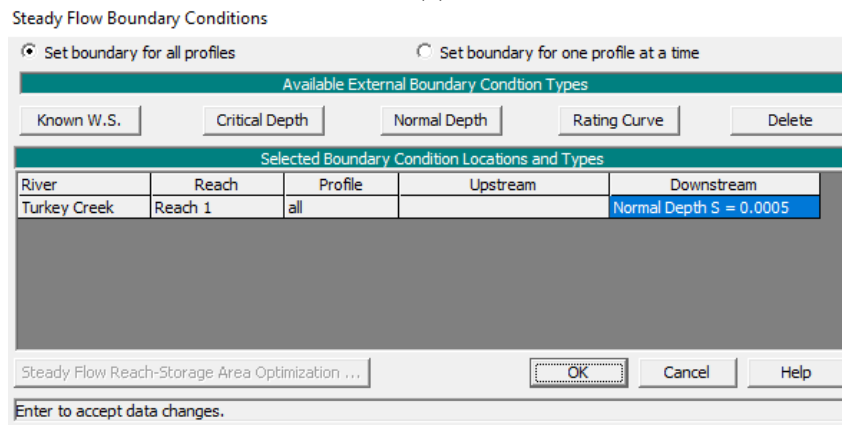 Steady Flow Boundary Conditions
Set boundary for all profiles Set boundary for one profile at a time
Available External Boundary Condtion Types
Known W.S. Critical Depth Normal Depth Rating Curve Delete
Selected Boundary Condition Locations and Types
River Reach Profile Upstream Downstream
Turkey Creek Reach 1 all Normal Depth S = 0.0005
Steady Flow Reach-Storage Area Optimization ... OK Cancel Help
Enter to accept data changes.